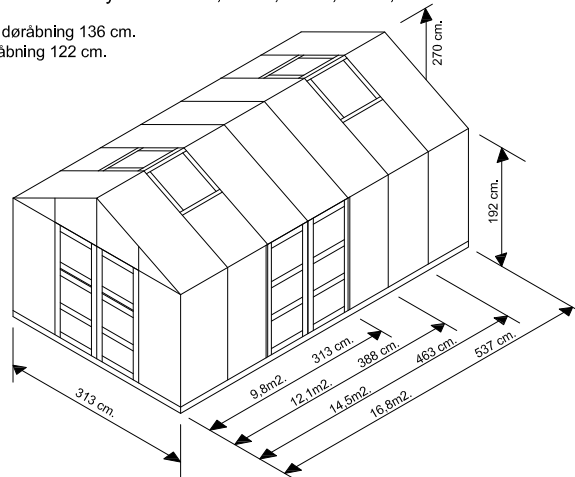 døråbning 136 cm.
åbning 122 cm.
270 cm.
192 cm.
313 cm.
9,8m2. 313 cm.
12,1m2. 388 cm.
14,5m2. 463 cm.
16,8m2. 537 cm.